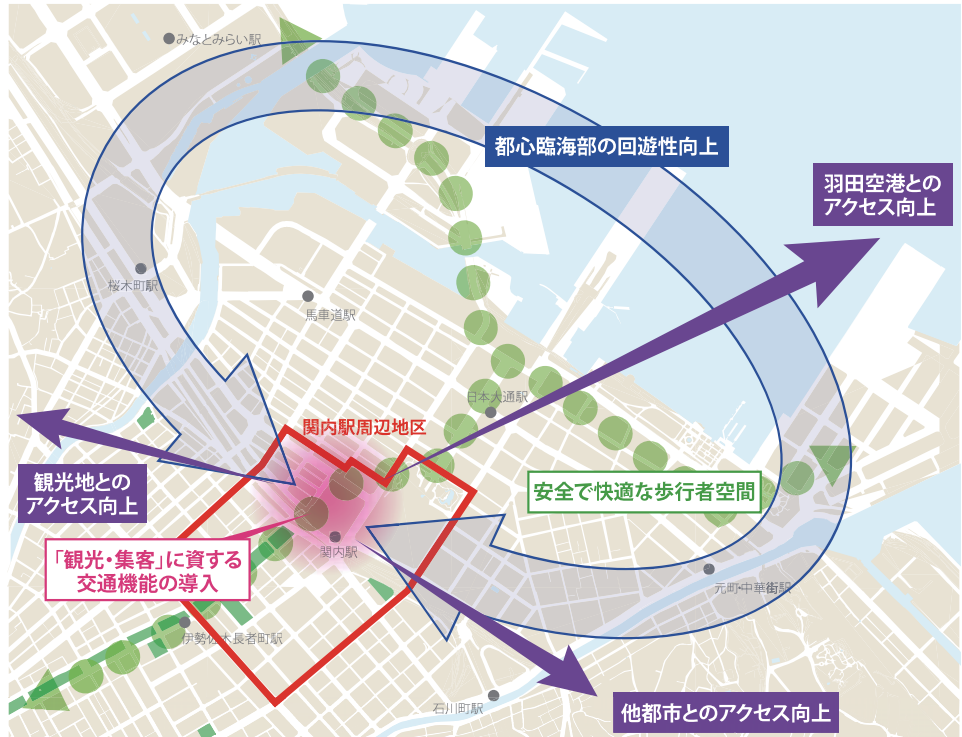 みなとみらい駅
都心臨海部の回遊性向上
羽田空港との
アクセス向上
桜木町駅
馬車道駅
日本大通駅
関内駅周辺地区
観光地との
アクセス向上
安全で快適な歩行者空間
関内駅
「観光・集客」に資する
交通機能の導入
元町・中華街駅
伊勢佐木長者町駅
石川町駅
他都市とのアクセス向上